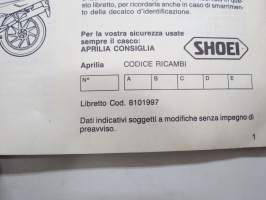 sto libretto, per ricordarla anche in caso di smarrimen-
to della decalco d'identificazione.
Per la vostra sicurezza usate
sempre il casco:
APRILIA CONSIGLIA
SHOEI
Aprilia CODICE RICAMBI
N° A B C D E
Libretto Cod. 8101997
Dati indicativi soggetti a modifiche senza impegno di
preavviso.
1